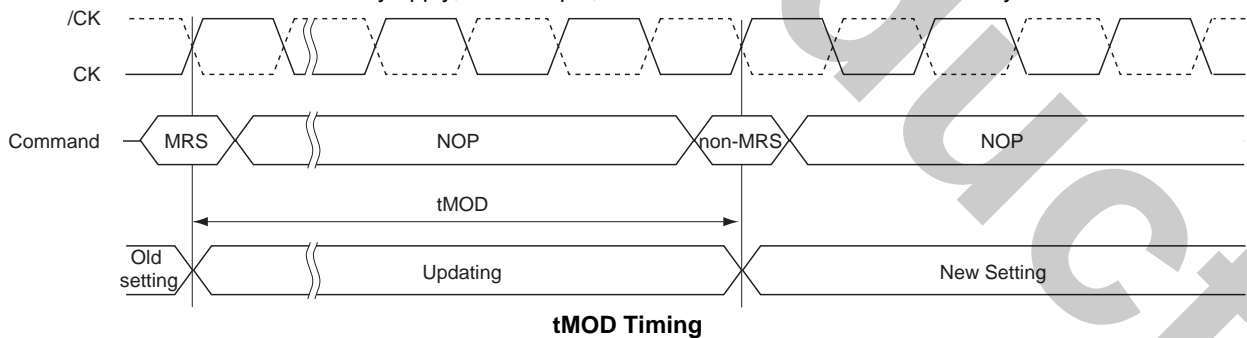 /CK
CK
Command
MRS
NOP
non-MRS
NOP
tMOD
Old
setting
Updating
New Setting
tMOD Timing